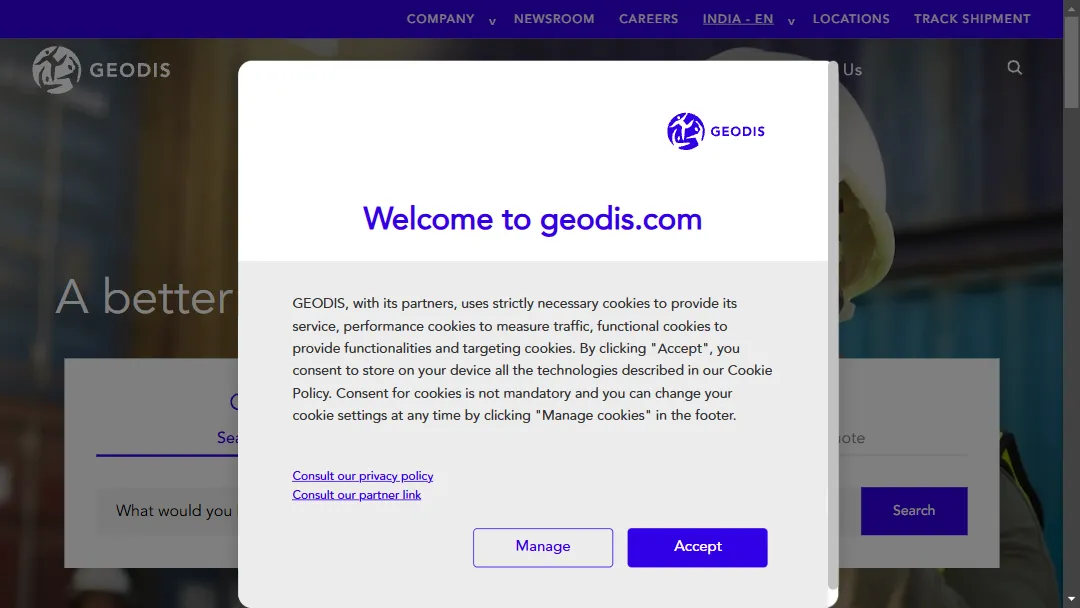 COMPANY v NEWSROOM CAREERS INDIA - EN v LOCATIONS TRACK SHIPMENT
GEODIS
Us
GEODIS
Welcome to geodis.com
A better
GEODIS, with its partners, uses strictly necessary cookies to provide its
service, performance cookies to measure traffic, functional cookies to
provide functionalities and targeting cookies. By clicking "Accept", you
consent to store on your device all the technologies described in our Cookie
Policy. Consent for cookies is not mandatory and you can change your
cookie settings at any time by clicking "Manage cookies" in the footer.
Consult our privacy policy
Consult our partner link
What would you
Search
Manage
Accept